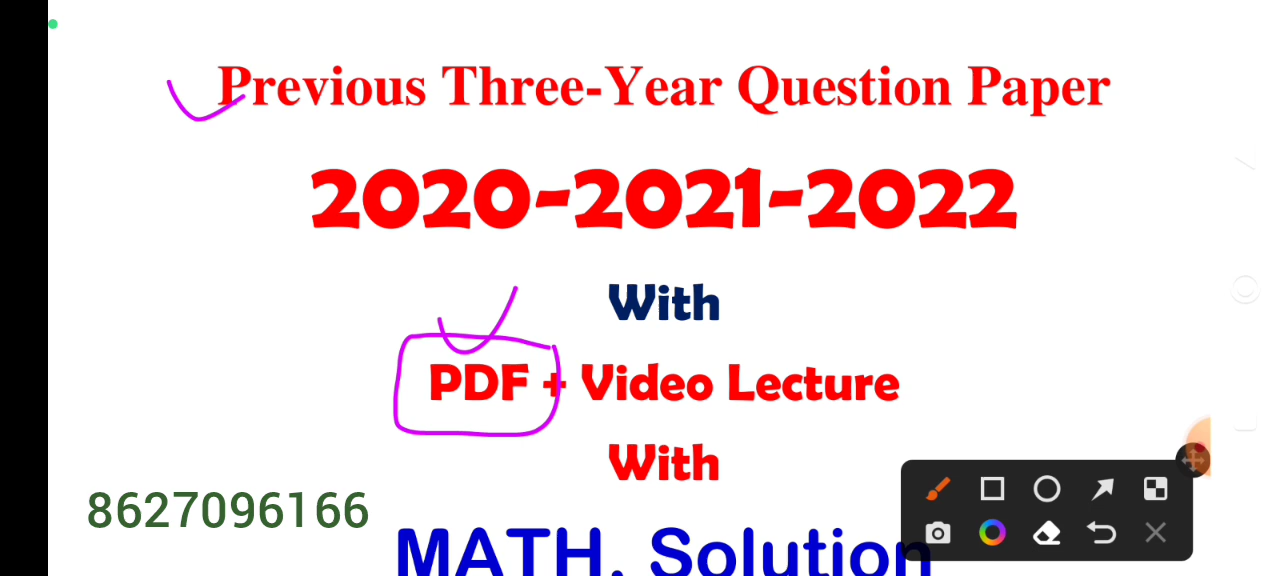 Previous Three-Year Question Paper
2020-2021-2022
With
PDF + Video Lecture
With
8627096166
MATH. Solution